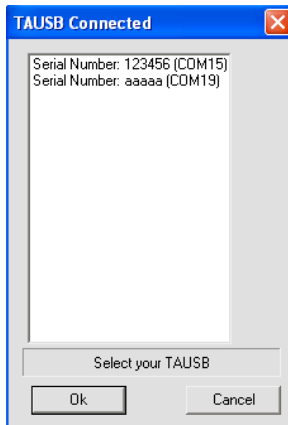 TAUSB Connected
Serial Number: 123456 (COM15)
Serial Number: aaaaa (COM19)
Select your TAUSB
Ok
Cancel